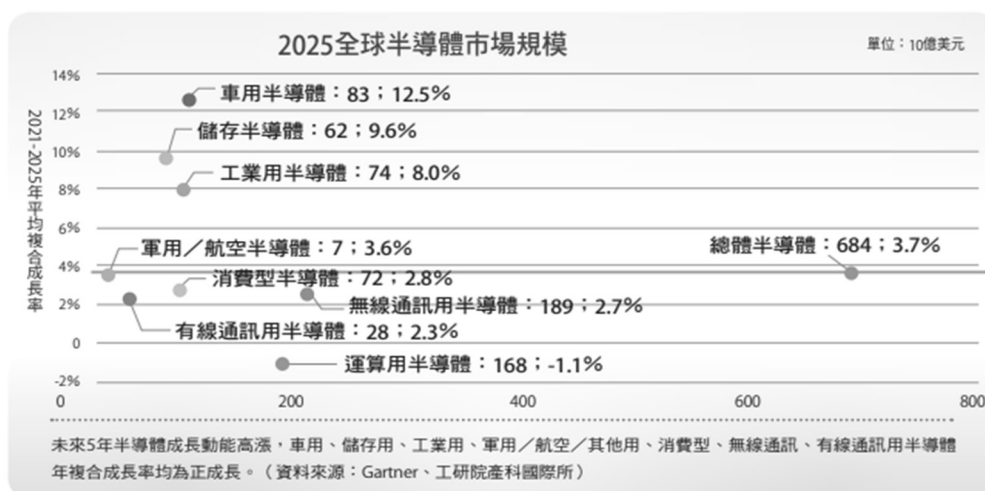 2025全球半導體市場規模
單位：10億美元
2021-2025年平均複合成長率
14%
12%
10%
8%
6%
4%
2%
0
-2%
車用半導體：83；12.5%
儲存半導體：62；9.6%
工業用半導體：74；8.0%
軍用／航空半導體：7；3.6%
總體半導體：684；3.7%
消費型半導體：72；2.8%
無線通訊用半導體：189；2.7%
有線通訊用半導體：28；2.3%
運算用半導體：168；-1.1%
0 200 400 600 800
未來5年半導體成長動能高漲，車用、儲存用、工業用、軍用／航空／其他用、消費型、無線通訊、有線通訊用半導體
年複合成長率均為正成長。（資料來源：Gartner、工研院產科國際所）